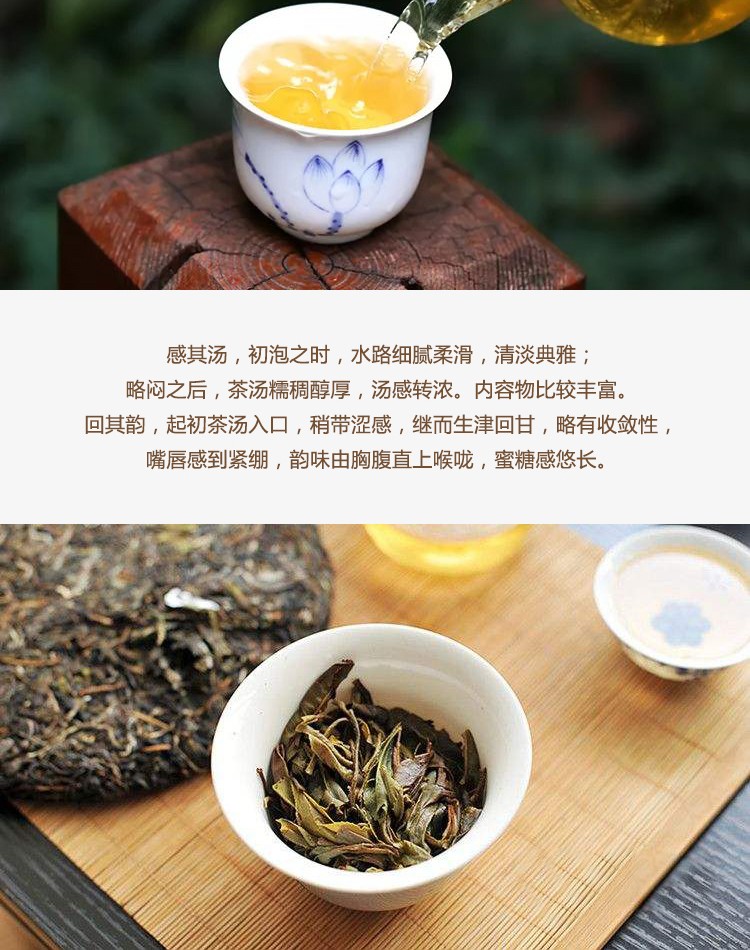 感其汤，初泡之时，水路细腻柔滑，清淡典雅；
略闷之后，茶汤糯稠醇厚，汤感转浓。内容物比较丰富。
回其韵，起初茶汤入口，稍带涩感，继而生津回甘，略有收敛性，
嘴唇感到紧绷，韵味由胸腹直上喉咙，蜜糖感悠长。